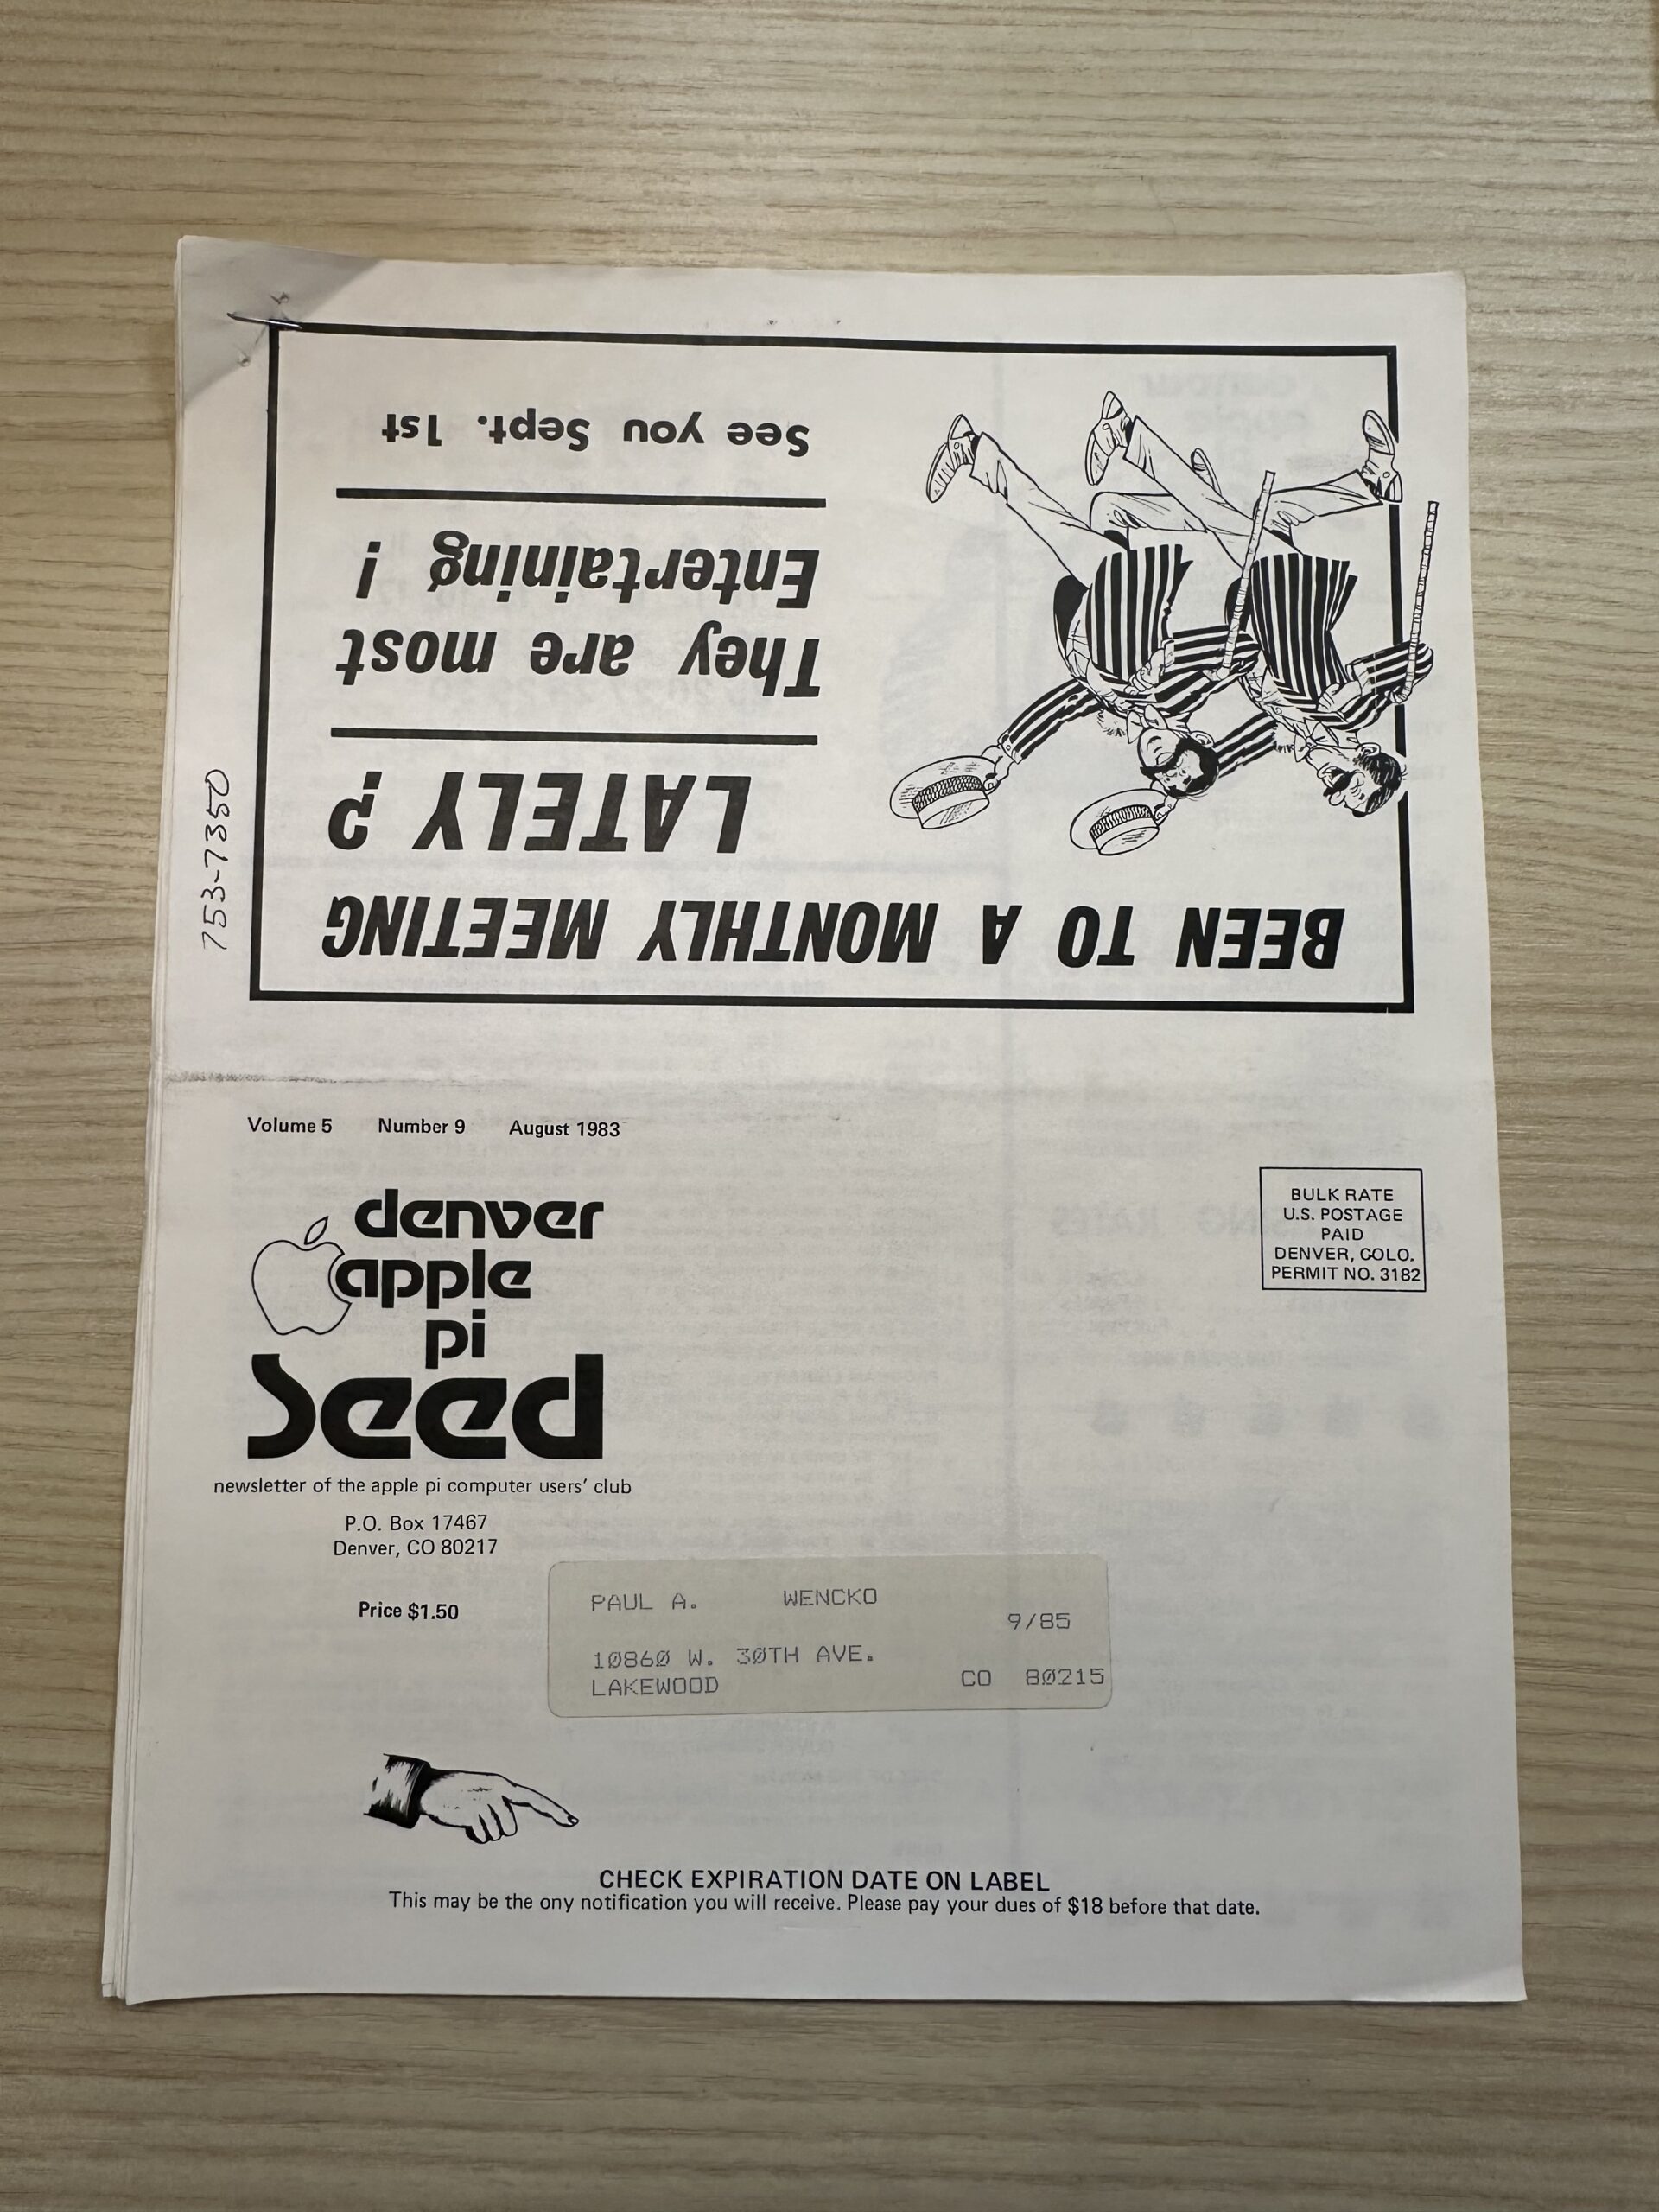 BEEN TO A MONTHLY MEETING
LATELY ?
They are most
Entertaining !
See you Sept. 1st
753-7350
Volume 5 Number 9 August 1983
denver
apple
pi
Seed
newsletter of the apple pi computer users' club
P.O. Box 17467
Denver, CO 80217
Price $1.50
BULK RATE
U.S. POSTAGE
PAID
DENVER, COLO.
PERMIT NO. 3182
PAUL A. WENCKO
9/85
10860 W. 30TH AVE.
LAKEWOOD CO 80215
CHECK EXPIRATION DATE ON LABEL
This may be the ony notification you will receive. Please pay your dues of $18 before that date.